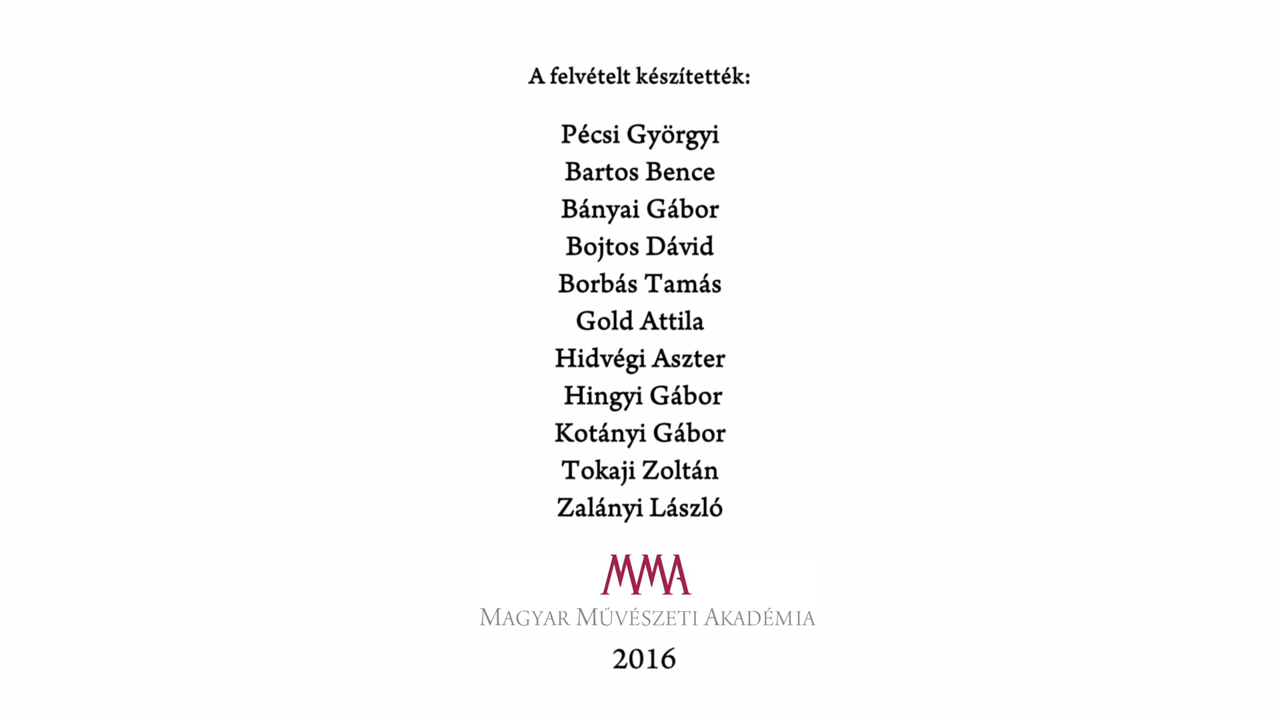 A felvételt készítették:
Pécsi Györgyi
Bartos Bence
Bányai Gábor
Bojtos Dávid
Borbás Tamás
Gold Attila
Hidvégi Aszter
Hingyi Gábor
Kotányi Gábor
Tokaji Zoltán
Zalányi László
MMA
MAGYAR MŰVÉSZETI AKADÉMIA
2016